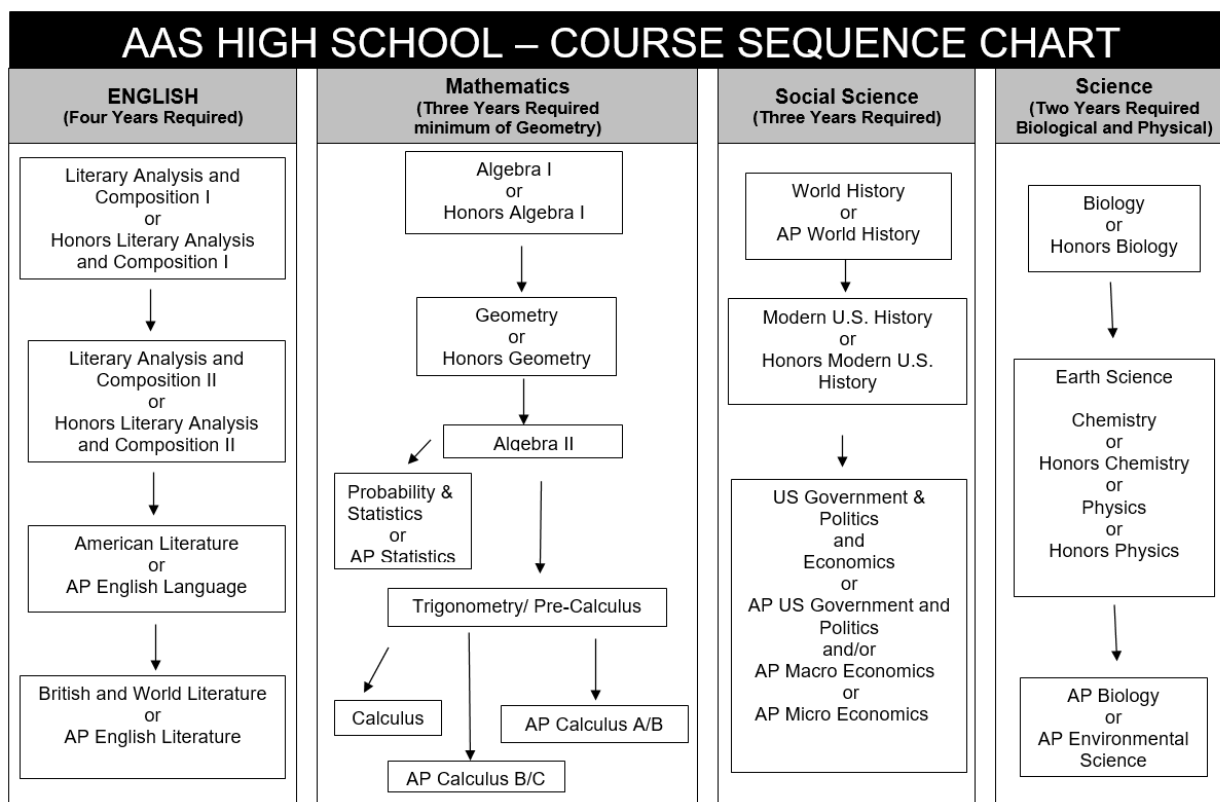 AAS HIGH SCHOOL – COURSE SEQUENCE CHART
ENGLISH
(Four Years Required)
Literary Analysis and
Composition I
or
Honors Literary Analysis
and Composition I
Literary Analysis and
Composition II
or
Honors Literary Analysis
and Composition II
American Literature
or
AP English Language
British and World Literature
or
AP English Literature
Mathematics
(Three Years Required
minimum of Geometry)
Algebra I
or
Honors Algebra I
Geometry
or
Honors Geometry
Algebra II
Probability &
Statistics
or
AP Statistics
Trigonometry/ Pre-Calculus
Calculus
AP Calculus A/B
AP Calculus B/C
Social Science
(Three Years Required)
World History
or
AP World History
Modern U.S. History
or
Honors Modern U.S.
History
US Government &
Politics
and
Economics
or
AP US Government and
Politics
and/or
AP Macro Economics
or
AP Micro Economics
Science
(Two Years Required
Biological and Physical)
Biology
or
Honors Biology
Earth Science
Chemistry
or
Honors Chemistry
or
Physics
or
Honors Physics
AP Biology
or
AP Environmental
Science